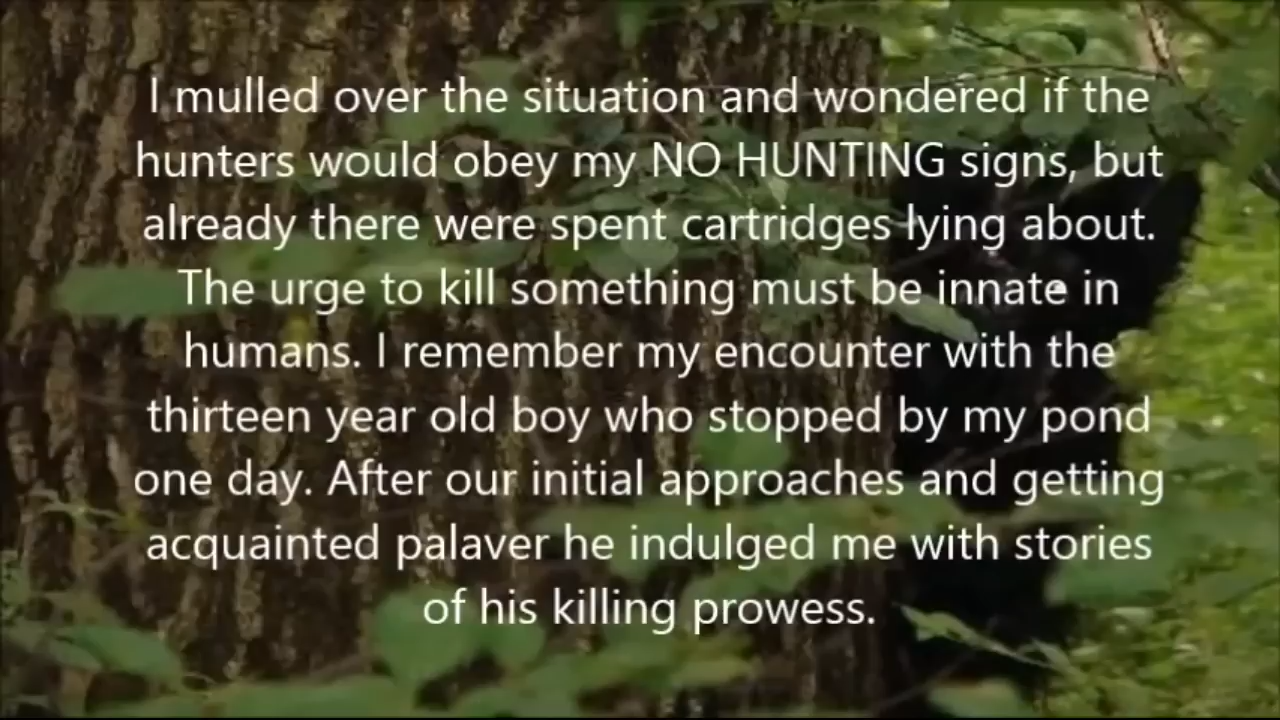 I mulled over the situation and wondered if the
hunters would obey my NO HUNTING signs, but
already there were spent cartridges lying about.
The urge to kill something must be innate in
humans. I remember my encounter with the
thirteen year old boy who stopped by my pond
one day. After our initial approaches and getting
acquainted palaver he indulged me with stories
of his killing prowess.